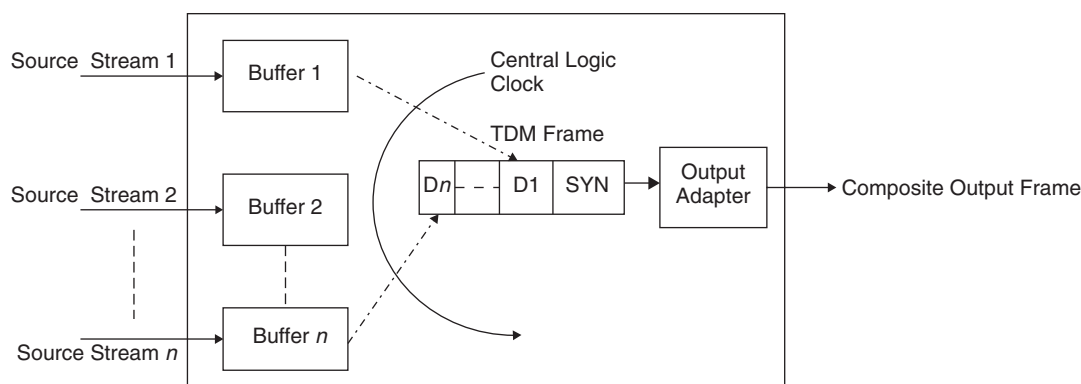 Source Stream 1
Buffer 1
Central Logic
Clock
TDM Frame
Dn
D1
SYN
Output
Adapter
Composite Output Frame
Source Stream 2
Buffer 2
Buffer n
Source Stream n